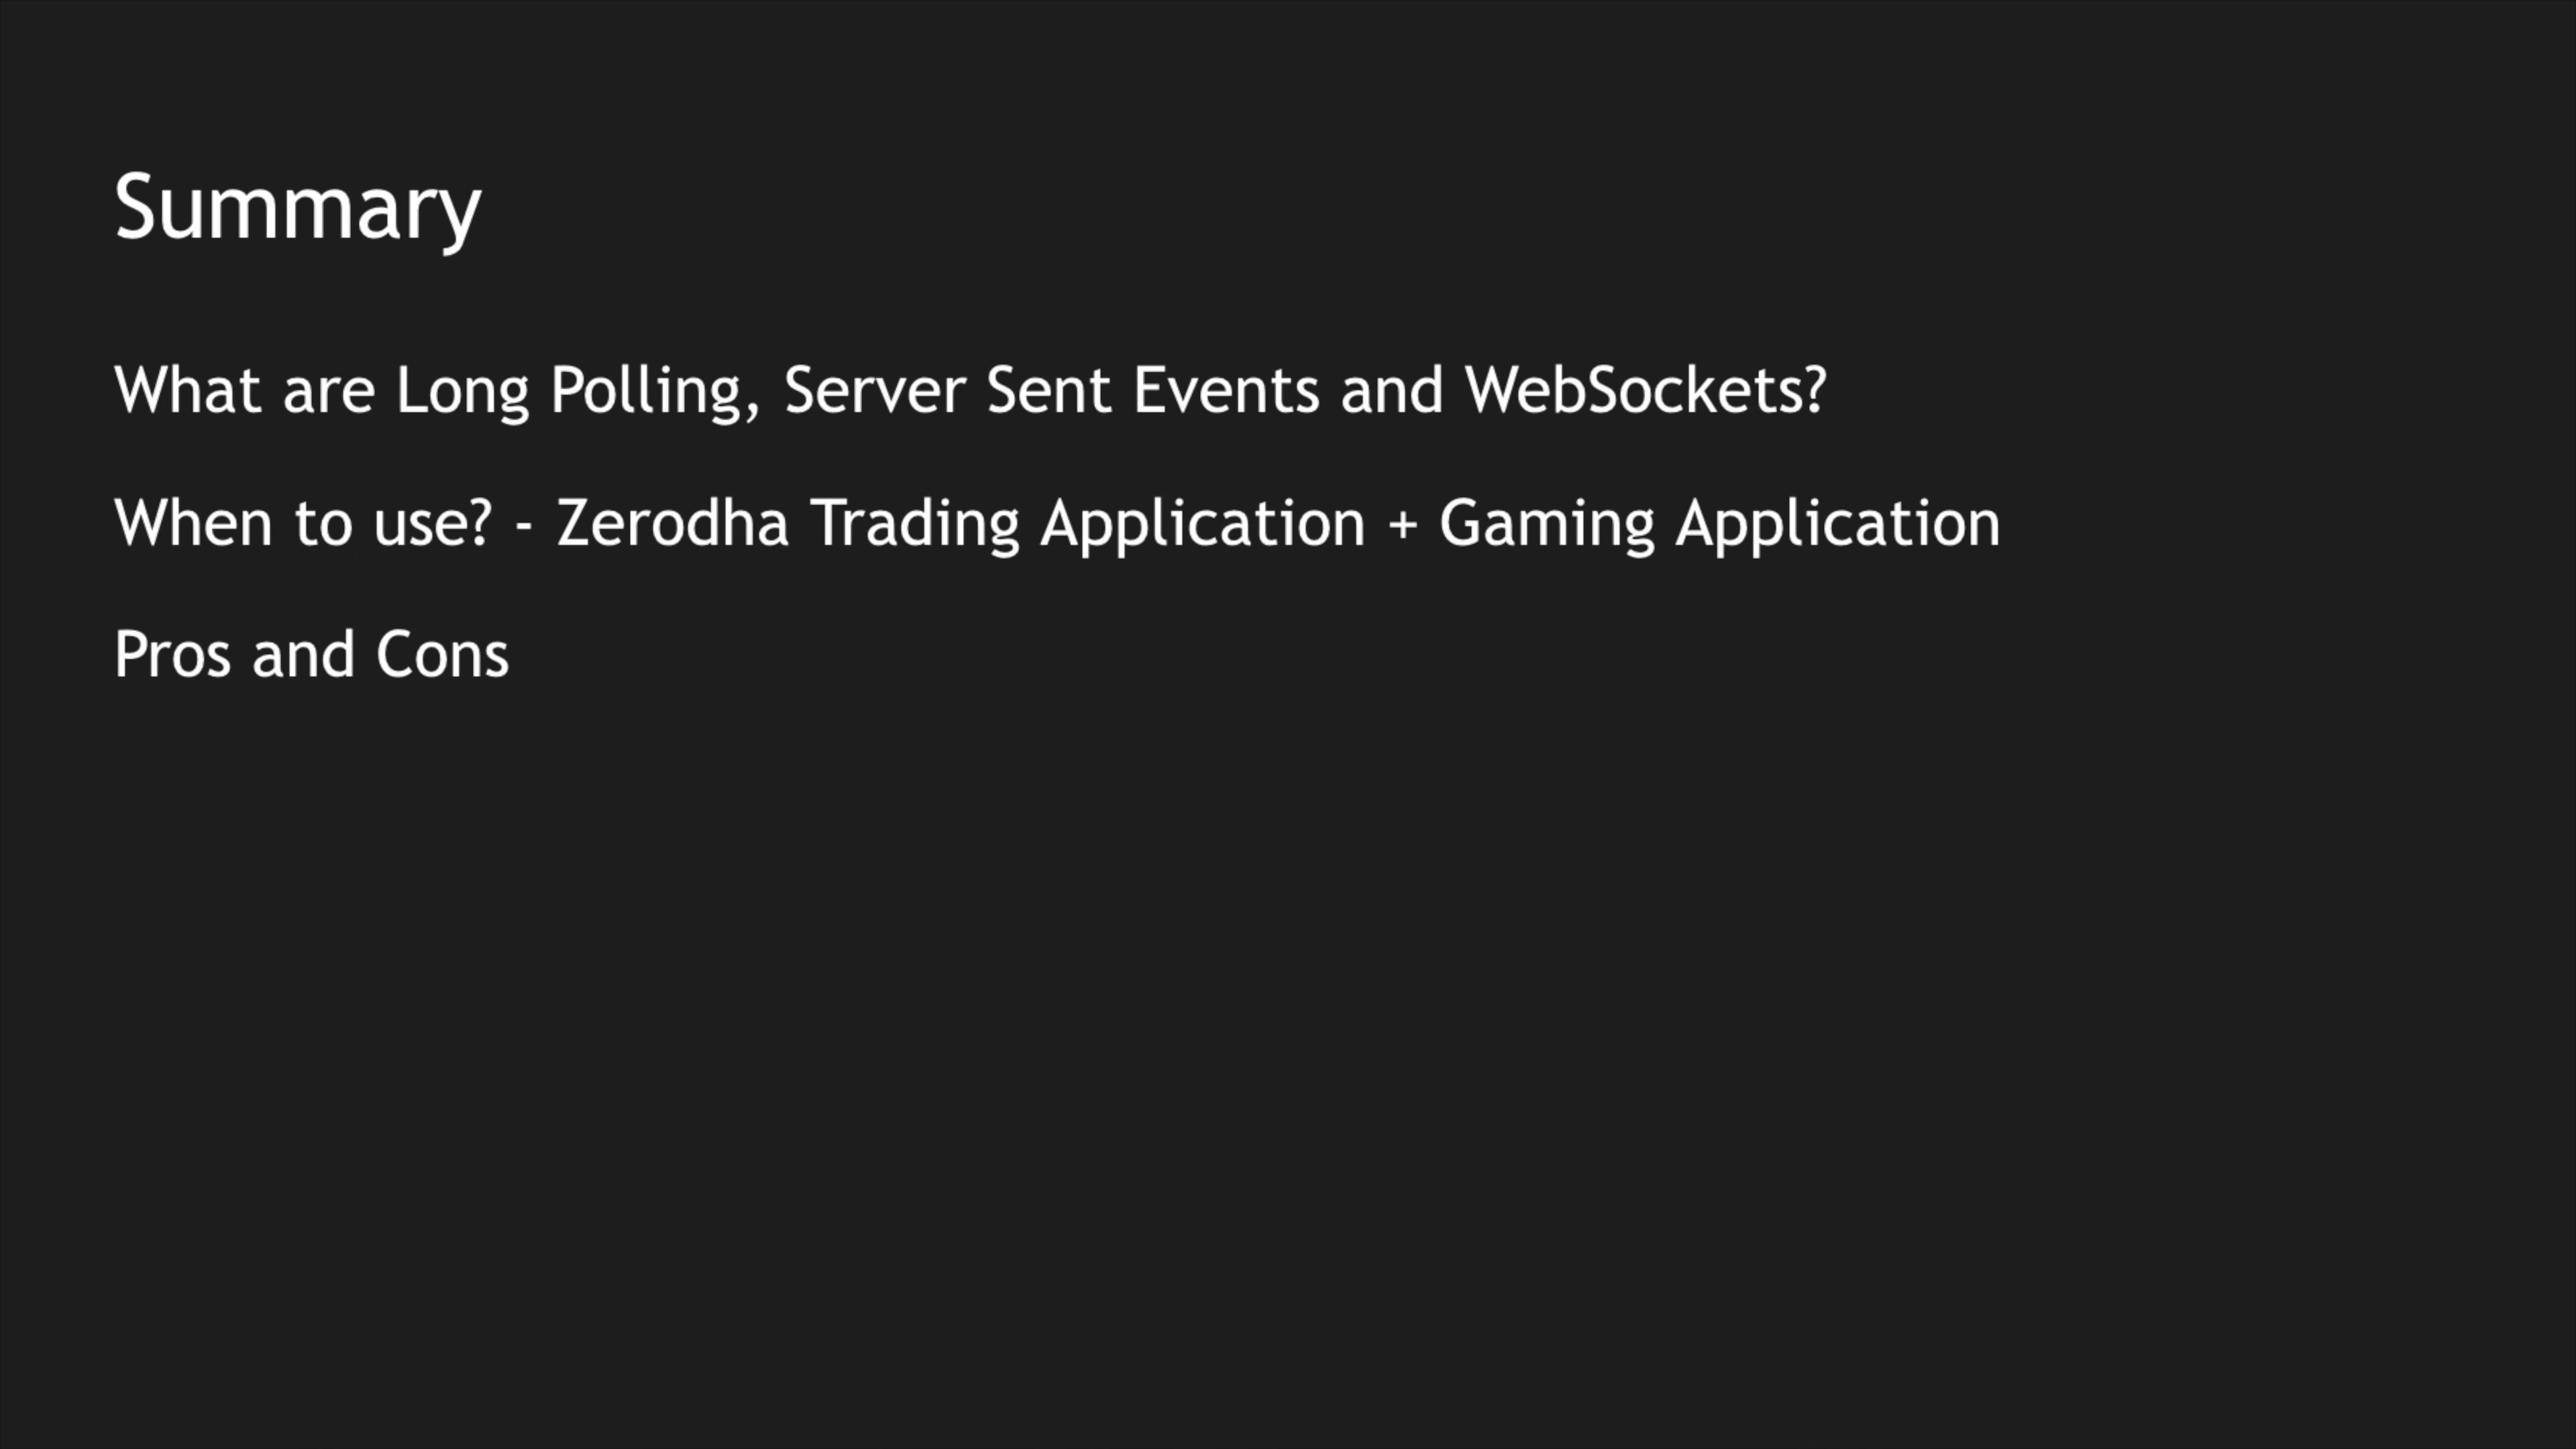 Summary
What are Long Polling, Server Sent Events and WebSockets?
When to use? - Zerodha Trading Application + Gaming Application
Pros and Cons